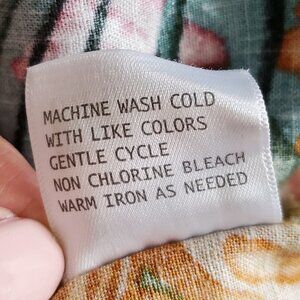 MACHINE WASH COLD
WITH LIKE COLORS
GENTLE CYCLE
NON CHLORINE BLEACH
WARM IRON AS NEEDED